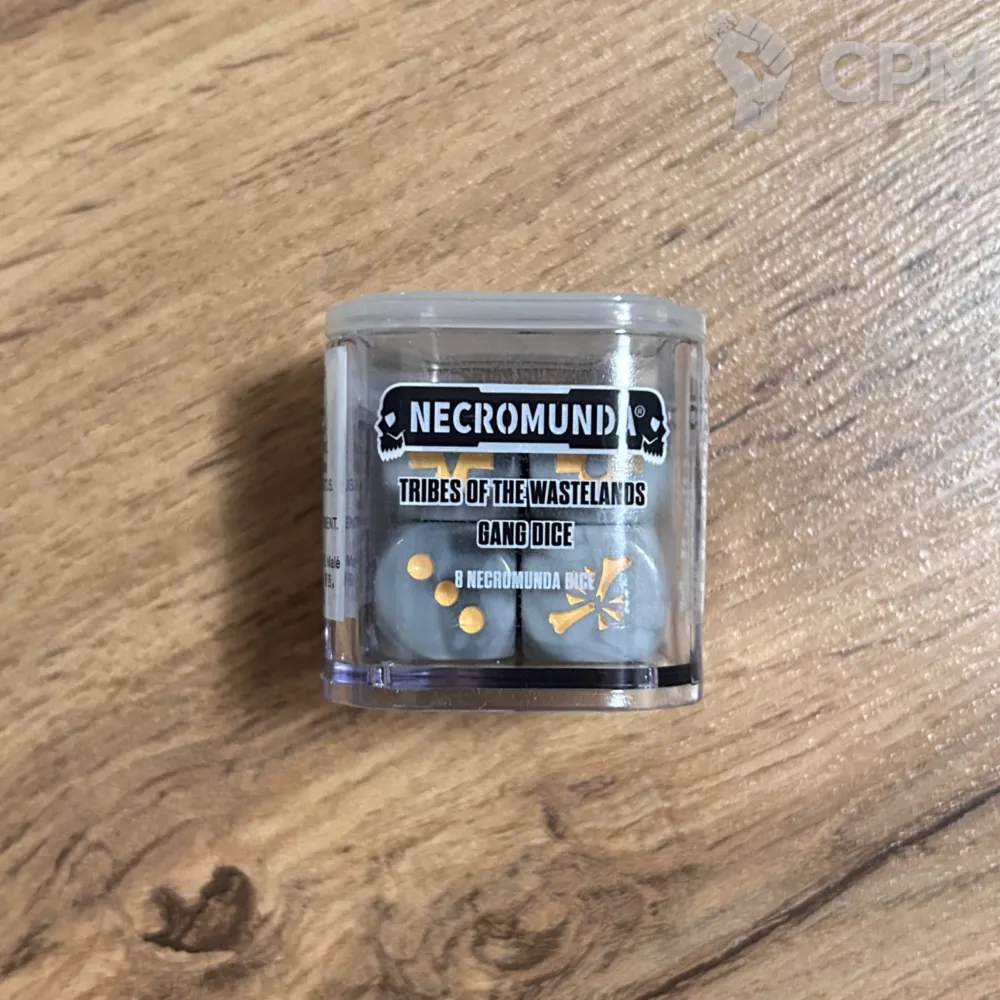 CPM
NECROMUNDA®
TRIBES OF THE WASTELANDS
GANG DICE
8 NECROMUNDA DICE